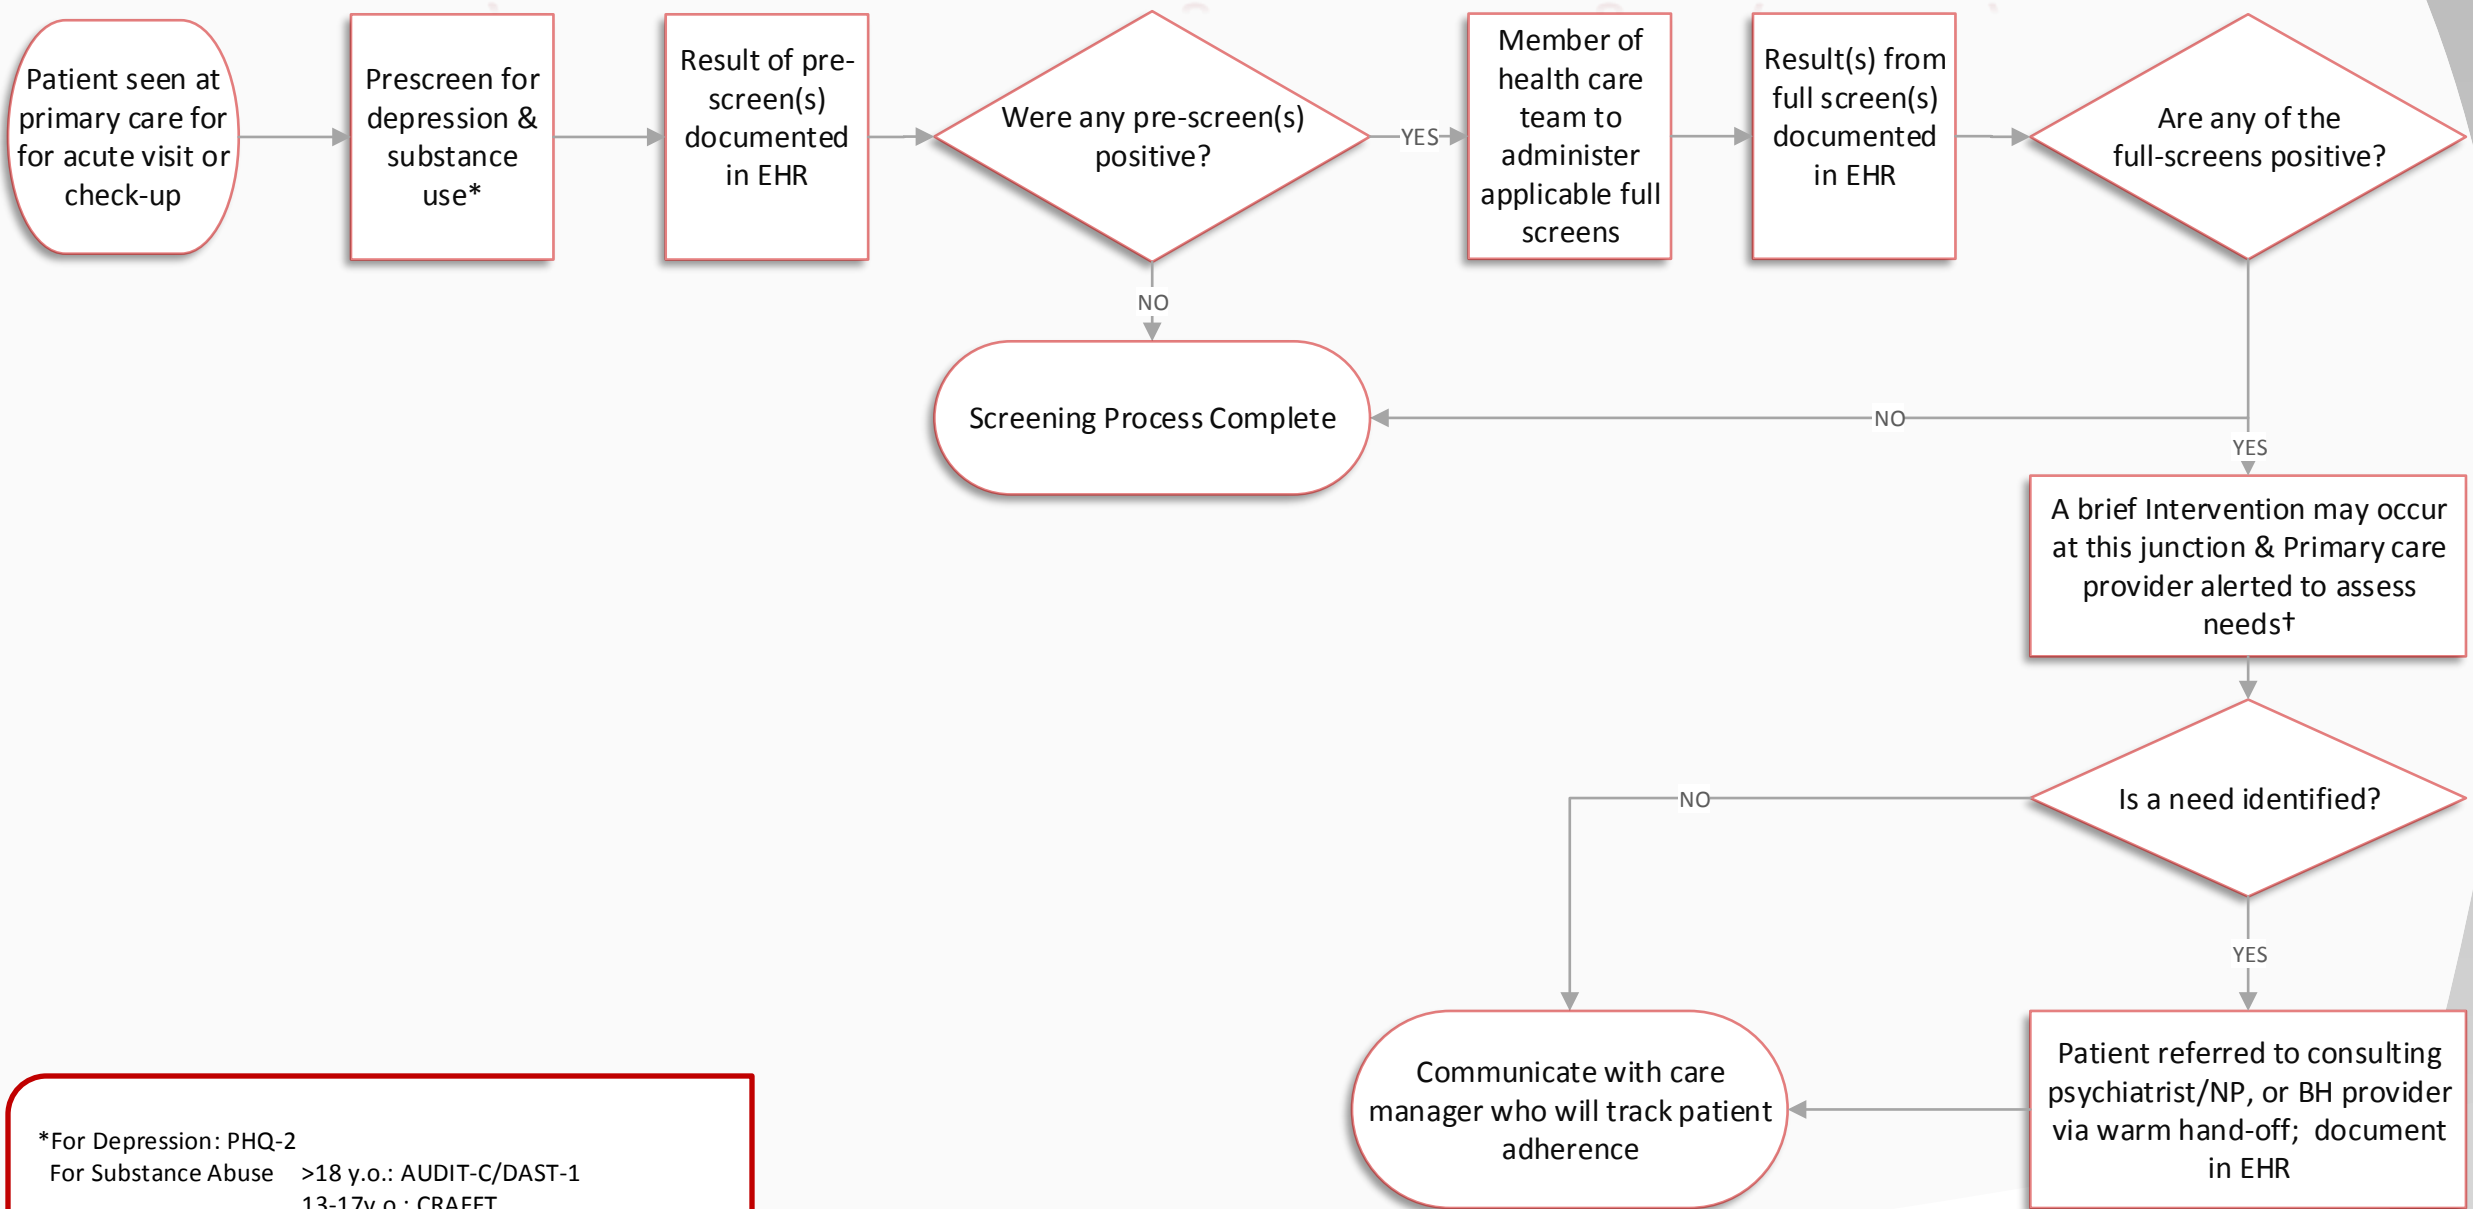 Patient seen at
primary care for
for acute visit or
check-up
Prescreen for
depression &
substance
use*
Result of pre-
screen(s)
documented
in EHR
Were any pre-screen(s)
positive?
YES
NO
Member of
health care
team to
administer
applicable full
screens
Result(s) from
full screen(s)
documented
in EHR
Are any of the
full-screens positive?
Screening Process Complete
NO
YES
A brief Intervention may occur
at this junction & Primary care
provider alerted to assess
needs†
Is a need identified?
NO
YES
Communicate with care
manager who will track patient
adherence
Patient referred to consulting
psychiatrist/NP, or BH provider
via warm hand-off; document
in EHR
*For Depression: PHQ-2
For Substance Abuse >18 y.o.: AUDIT-C/DAST-1
13-17y.o.: CRAFFT